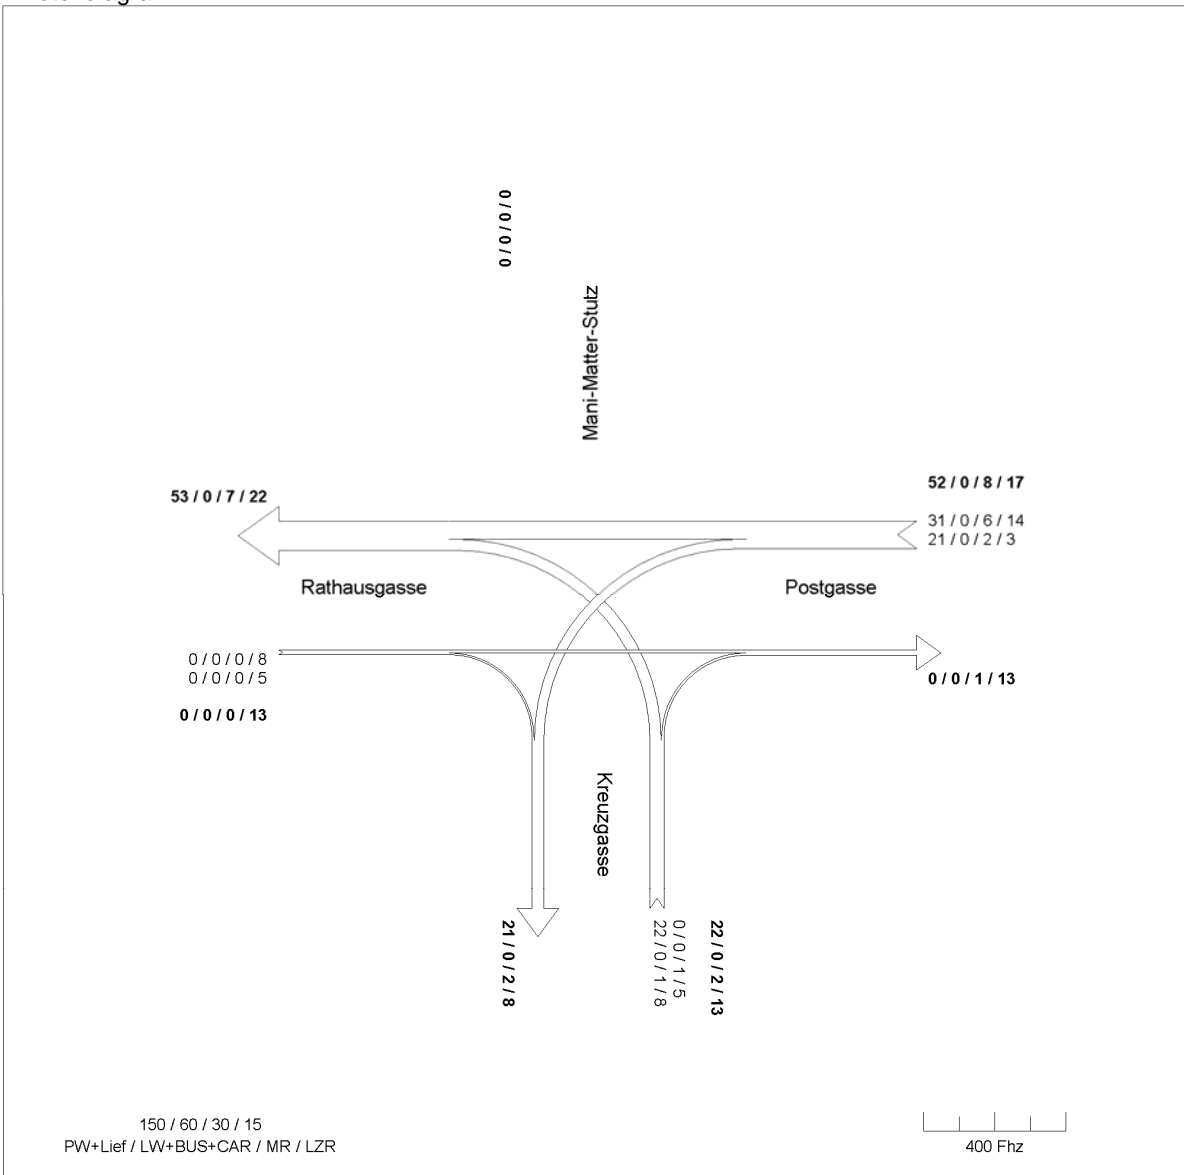 0 / 0 / 0 / 0
Mani-Matter-Stutz
53 / 0 / 7 / 22
52 / 0 / 8 / 17
31 / 0 / 6 / 14
21 / 0 / 2 / 3
Rathausgasse
Postgasse
0 / 0 / 0 / 8
0 / 0 / 0 / 5
0 / 0 / 0 / 13
0 / 0 / 1 / 13
Kreuzgasse
21 / 0 / 2 / 8
22 / 0 / 1 / 8
0 / 0 / 1 / 5
22 / 0 / 2 / 13
150 / 60 / 30 / 15
PW+Lief / LW+BUS+CAR / MR / LZR
400 Fhz